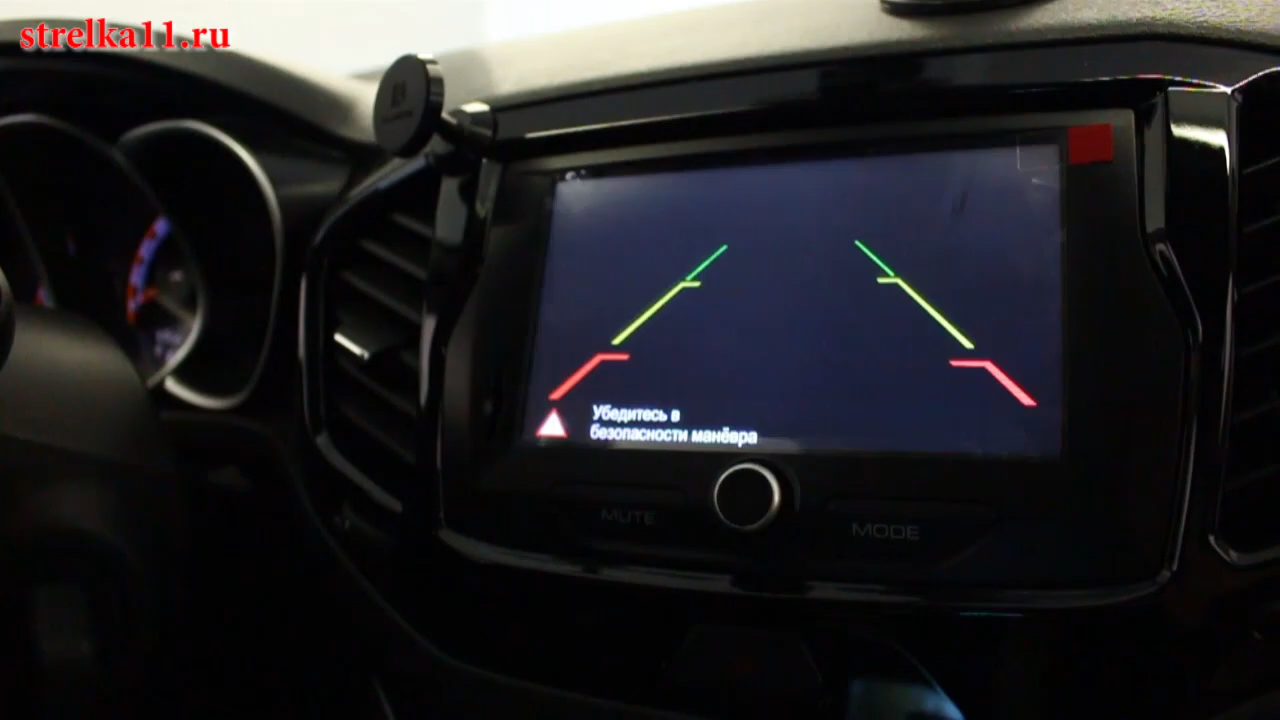 strelka11.ru
Убедитесь в
безопасности манёвра
MUTE
MODE